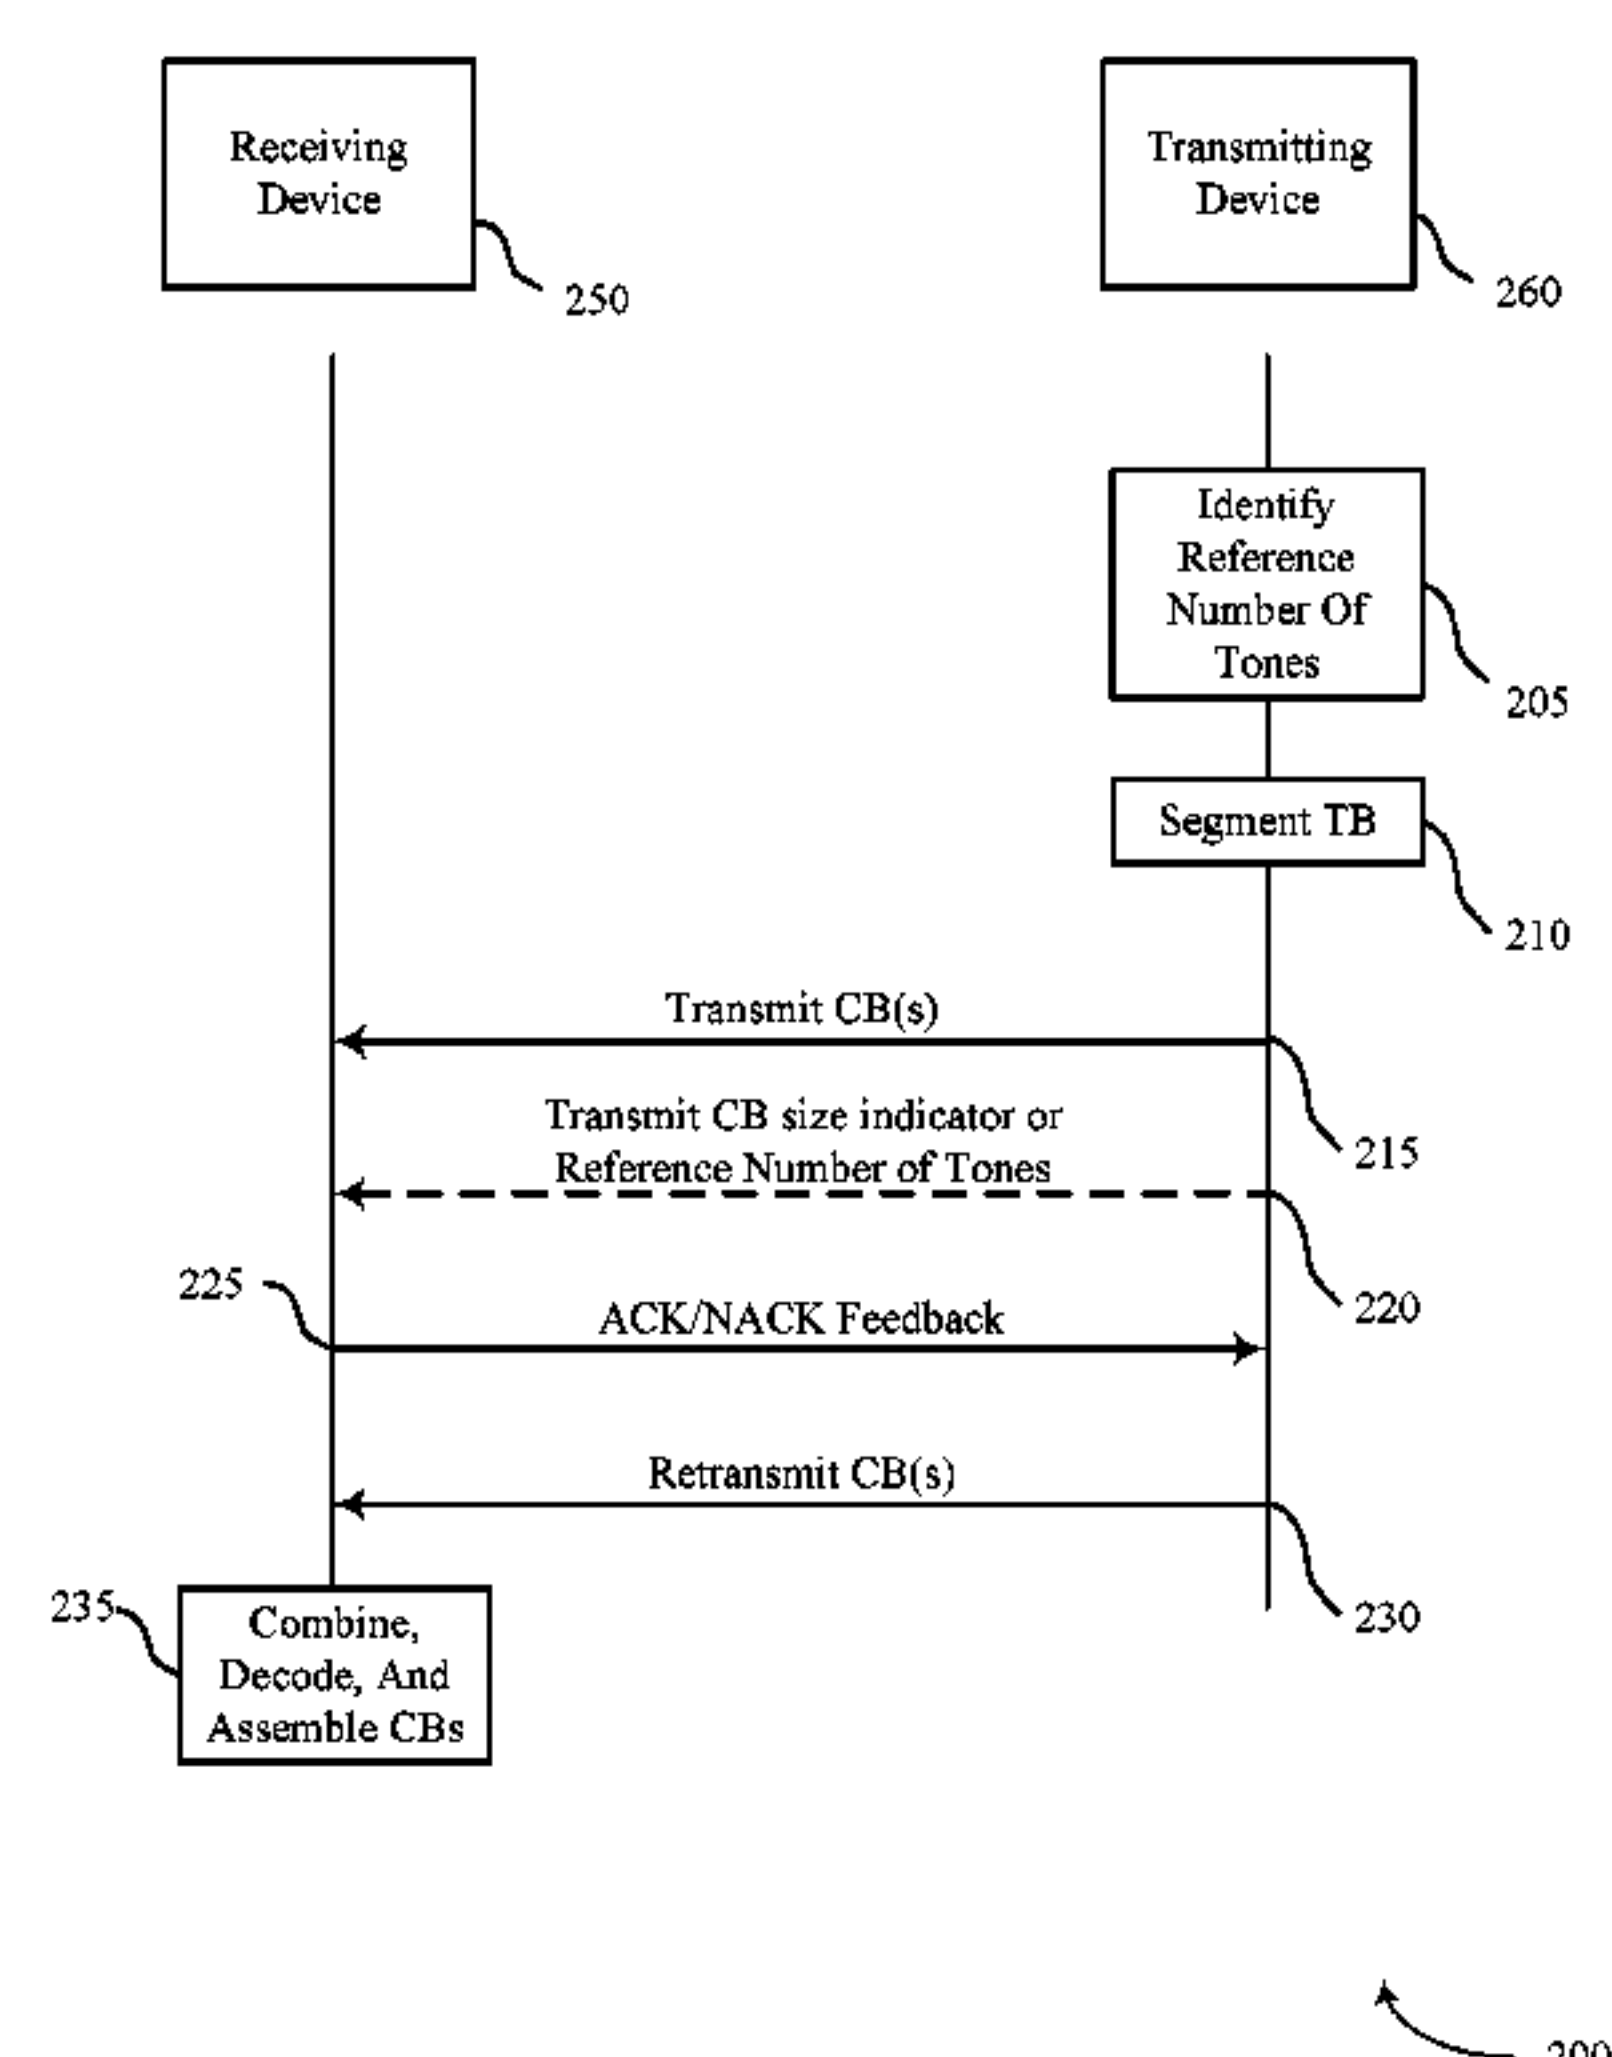 Receiving
Device
250
Transmitting
Device
260
Identify
Reference
Number Of
Tones
205
Segment TB
210
Transmit CB(s)
215
Transmit CB size indicator or
Reference Number of Tones
220
225
ACK/NACK Feedback
Retransmit CB(s)
230
235
Combine,
Decode, And
Assemble CBs
200